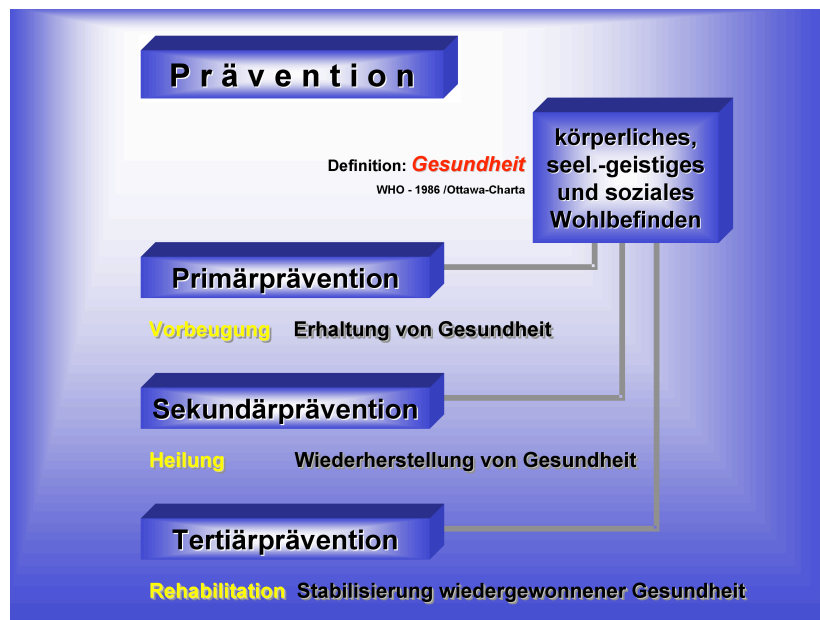 Prävention
körperliches,
seel.-geistiges
und soziales
Wohlbefinden
Definition: Gesundheit
WHO - 1986 /Ottawa-Charta
Primärprävention
Vorbeugung Erhaltung von Gesundheit
Sekundärprävention
Heilung Wiederherstellung von Gesundheit
Tertiärprävention
Rehabilitation Stabilisierung wiedergewonnener Gesundheit